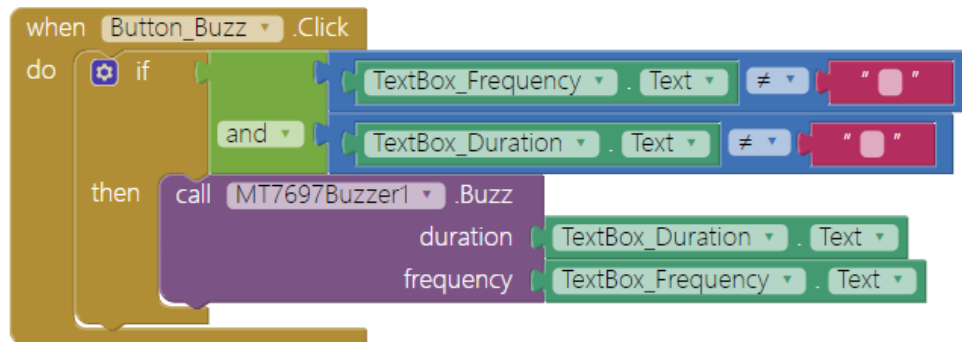 when Button_Buzz .Click
do if TextBox_Frequency . Text ≠ " "
and TextBox_Duration . Text ≠ " "
then call MT7697Buzzer1 .Buzz
duration TextBox_Duration . Text
frequency TextBox_Frequency . Text